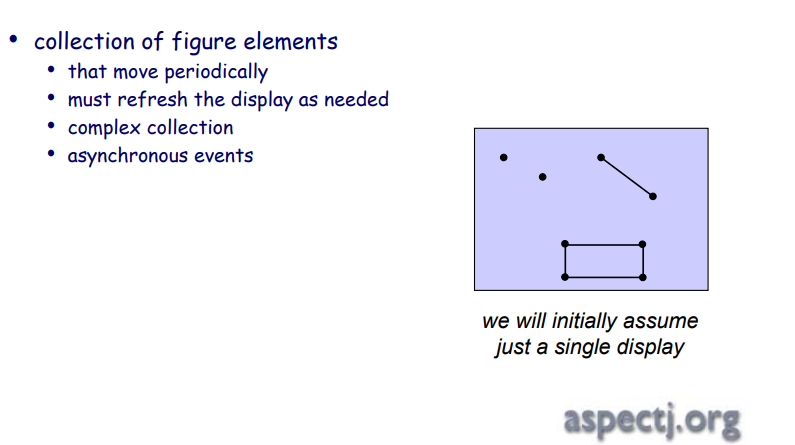 • collection of figure elements
• that move periodically
• must refresh the display as needed
• complex collection
• asynchronous events
we will initially assume
just a single display
aspectj.org